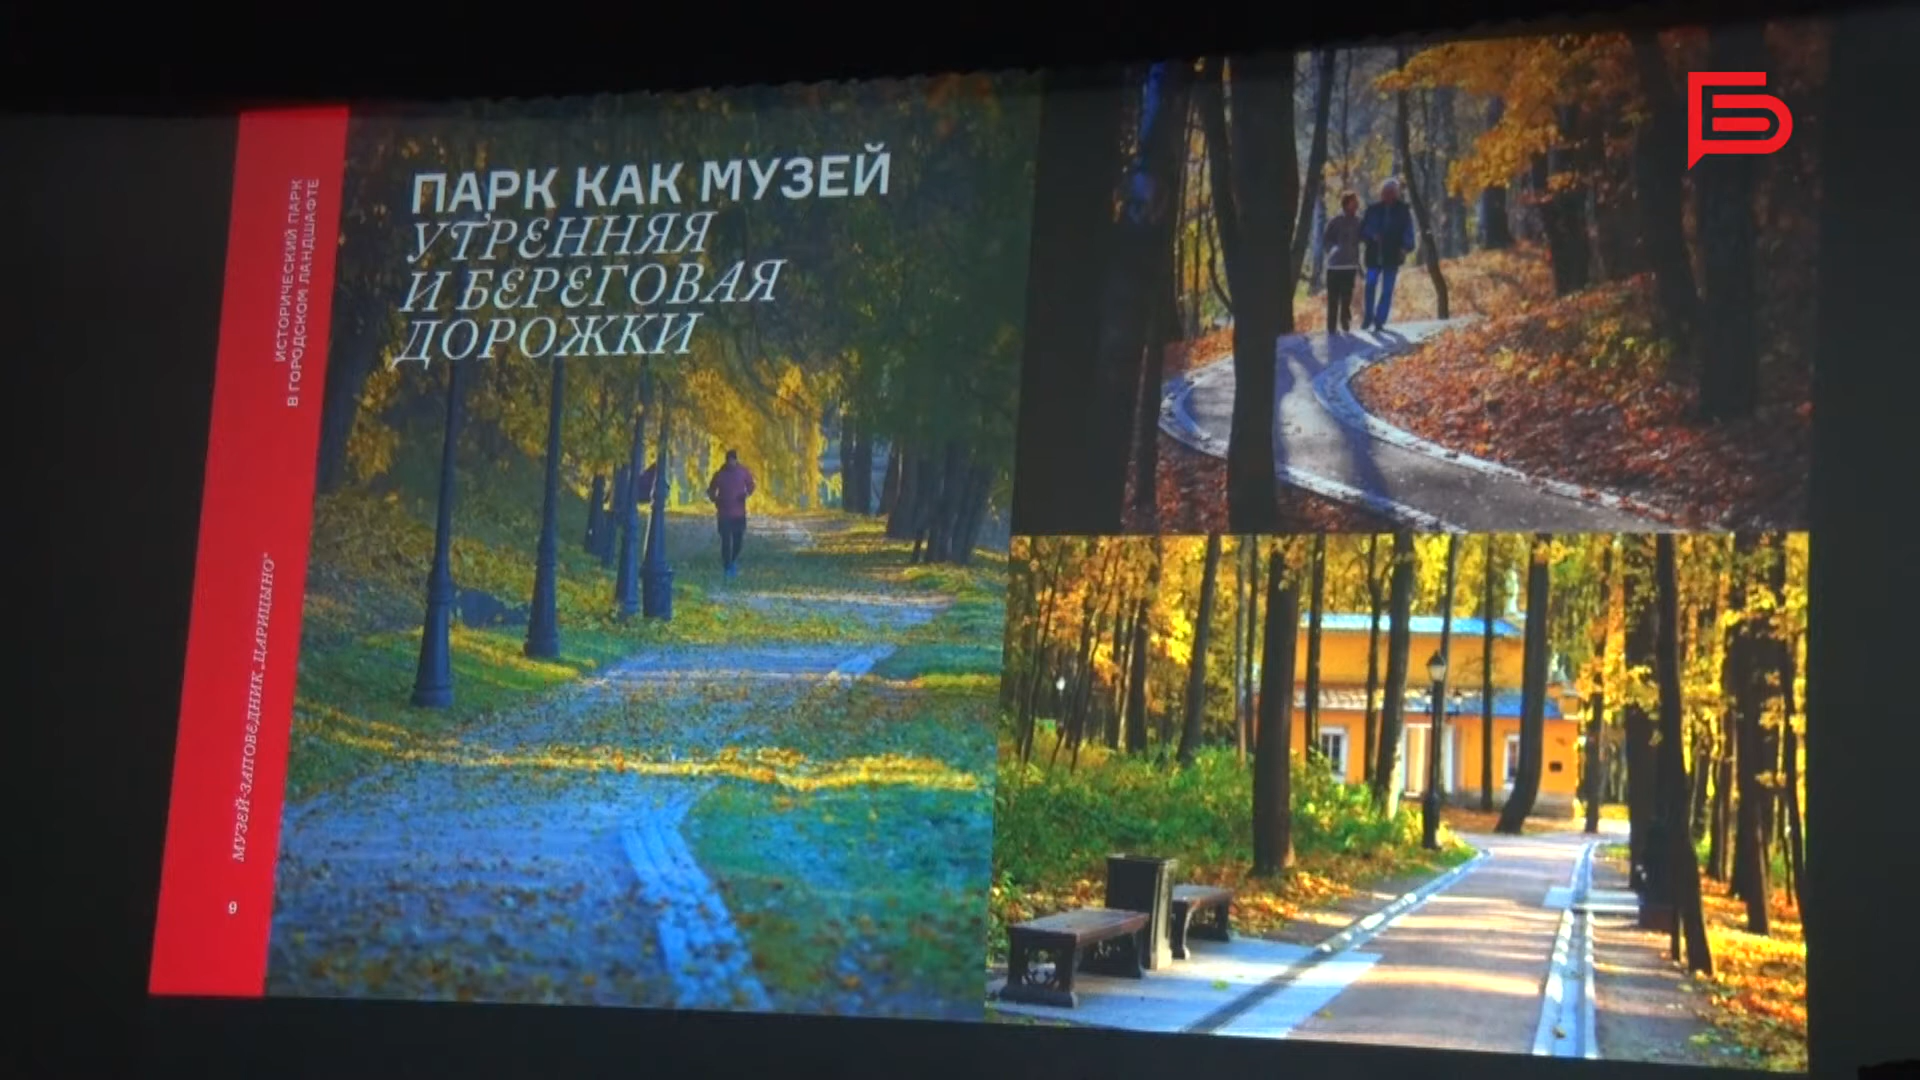 ПАРК КАК МУЗЕЙ
УТРЕННЯЯ
И БЕРЕГОВАЯ
ДОРОЖКИ
ИСТОРИЧЕСКИЙ ПАРК
В ГОРОДСКОМ ЛАНДШАФТЕ
МУЗЕЙ-ЗАПОВЕДНИК „ЦАРИЦЫНО“
9
Б